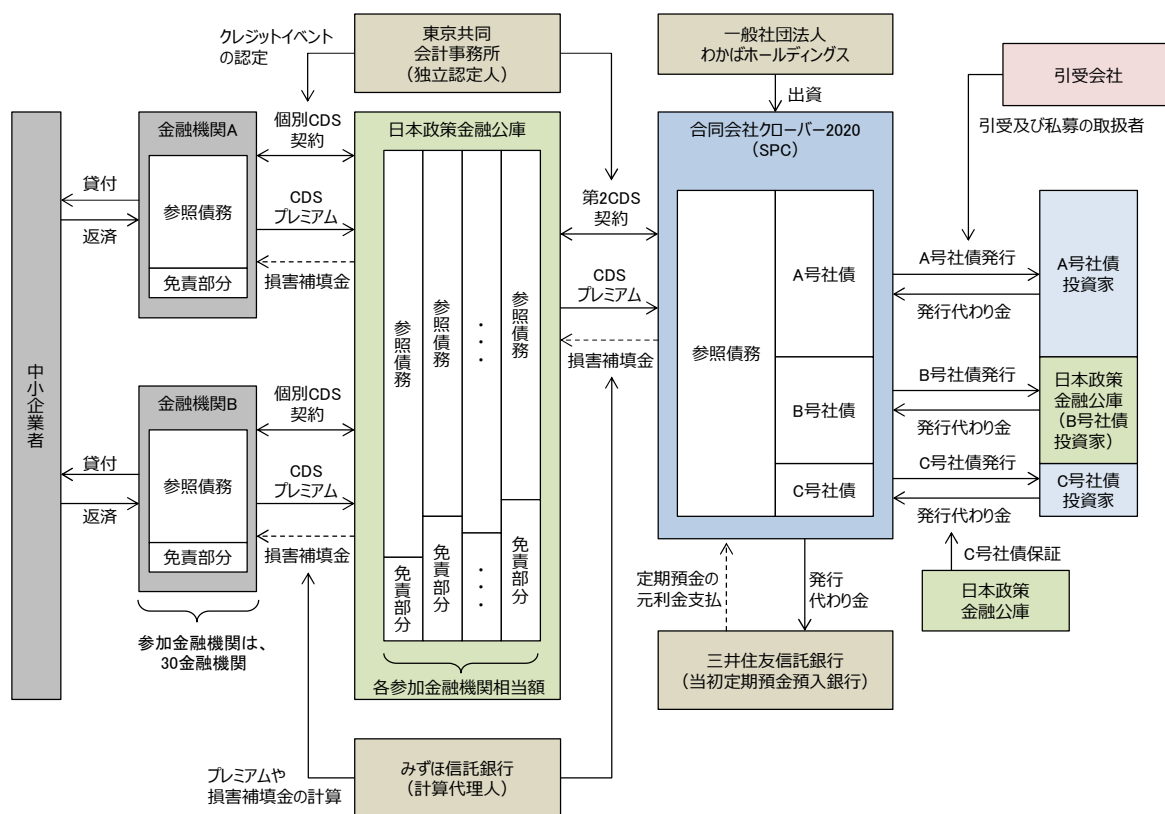 クレジットイベント
の認定
東京共同
会計事務所
(独立認定人)
一般社団法人
わかばホールディングス
引受会社
出資
引受及び私募の取扱者
中小企業者
金融機関A
参照債務
免責部分
貸付
返済
個別CDS
契約
CDS
プレミアム
損害補填金
金融機関B
参照債務
免責部分
貸付
返済
個別CDS
契約
CDS
プレミアム
損害補填金
参加金融機関は、
30金融機関
日本政策金融公庫
参照債務
免責部分
参照債務
免責部分
・・・
・・・
参照債務
免責部分
各参加金融機関相当額
第2CDS
契約
CDS
プレミアム
損害補填金
合同会社クローバー2020
(SPC)
参照債務
A号社債
B号社債
C号社債
A号社債発行
発行代わり金
B号社債発行
発行代わり金
C号社債発行
発行代わり金
A号社債
投資家
日本政策
金融公庫
(B号社債
投資家)
C号社債
投資家
C号社債保証
日本政策
金融公庫
定期預金の
元利金支払
発行
代わり金
三井住友信託銀行
(当初定期預金預入銀行)
プレミアムや
損害補填金の計算
みずほ信託銀行
(計算代理人)